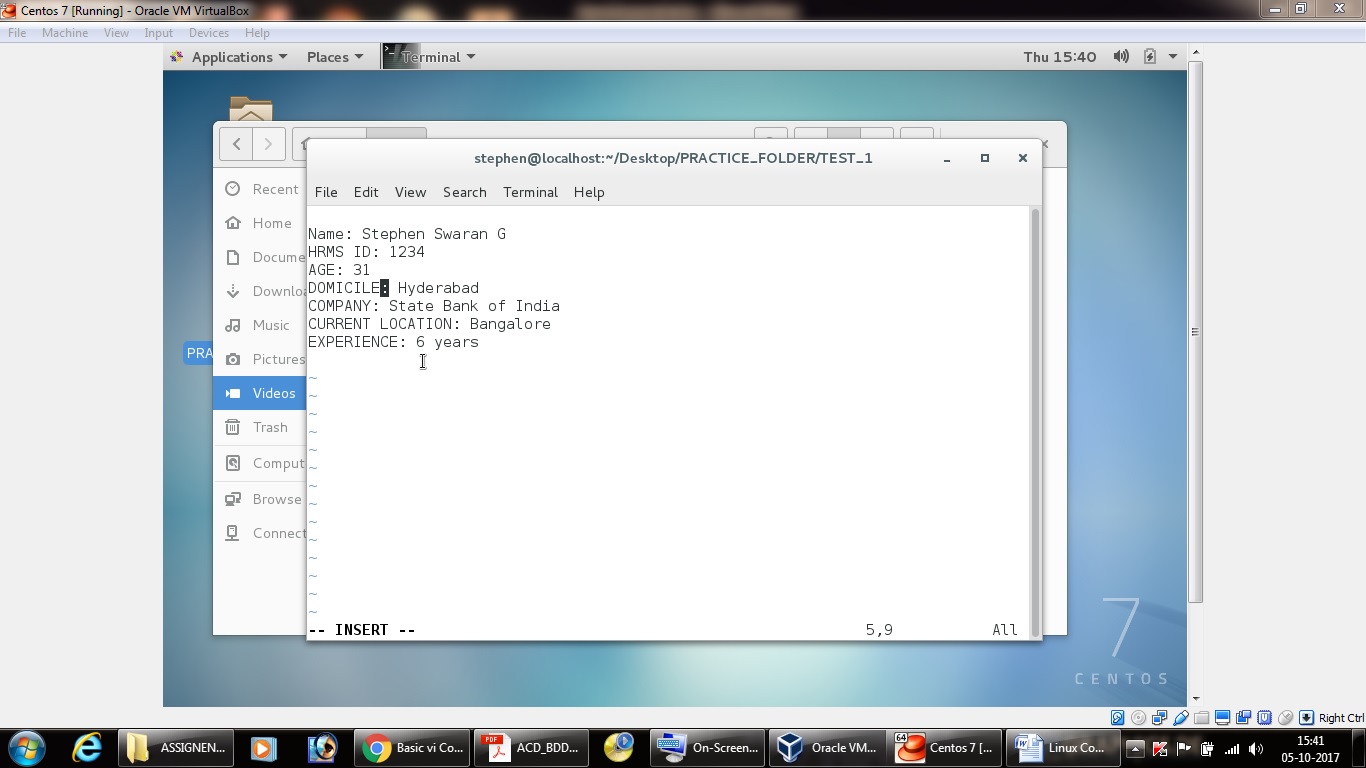 Centos 7 [Running] - Oracle VM VirtualBox
File Machine View Input Devices Help
Applications Places Terminal Thu 15:40
stephen@localhost:~/Desktop/PRACTICE_FOLDER/TEST_1
File Edit View Search Terminal Help
Recent
Home
Docume
Downloa
Music
PRA
Pictures
Videos
Trash
Comput
Browse
Connect
Name: Stephen Swaran G
HRMS ID: 1234
AGE: 31
DOMICILE: Hyderabad
COMPANY: State Bank of India
CURRENT LOCATION: Bangalore
EXPERIENCE: 6 years
~
~
~
~
~
~
~
~
~
~
~
~
~
~
-- INSERT -- 5,9 All
7
CENTOS
Right Ctrl
ASSIGNEN... Basic vi Co... ACD_BDD... On-Screen... Oracle VM... 64 Centos 7 [... Linux Co... 15:41
05-10-2017